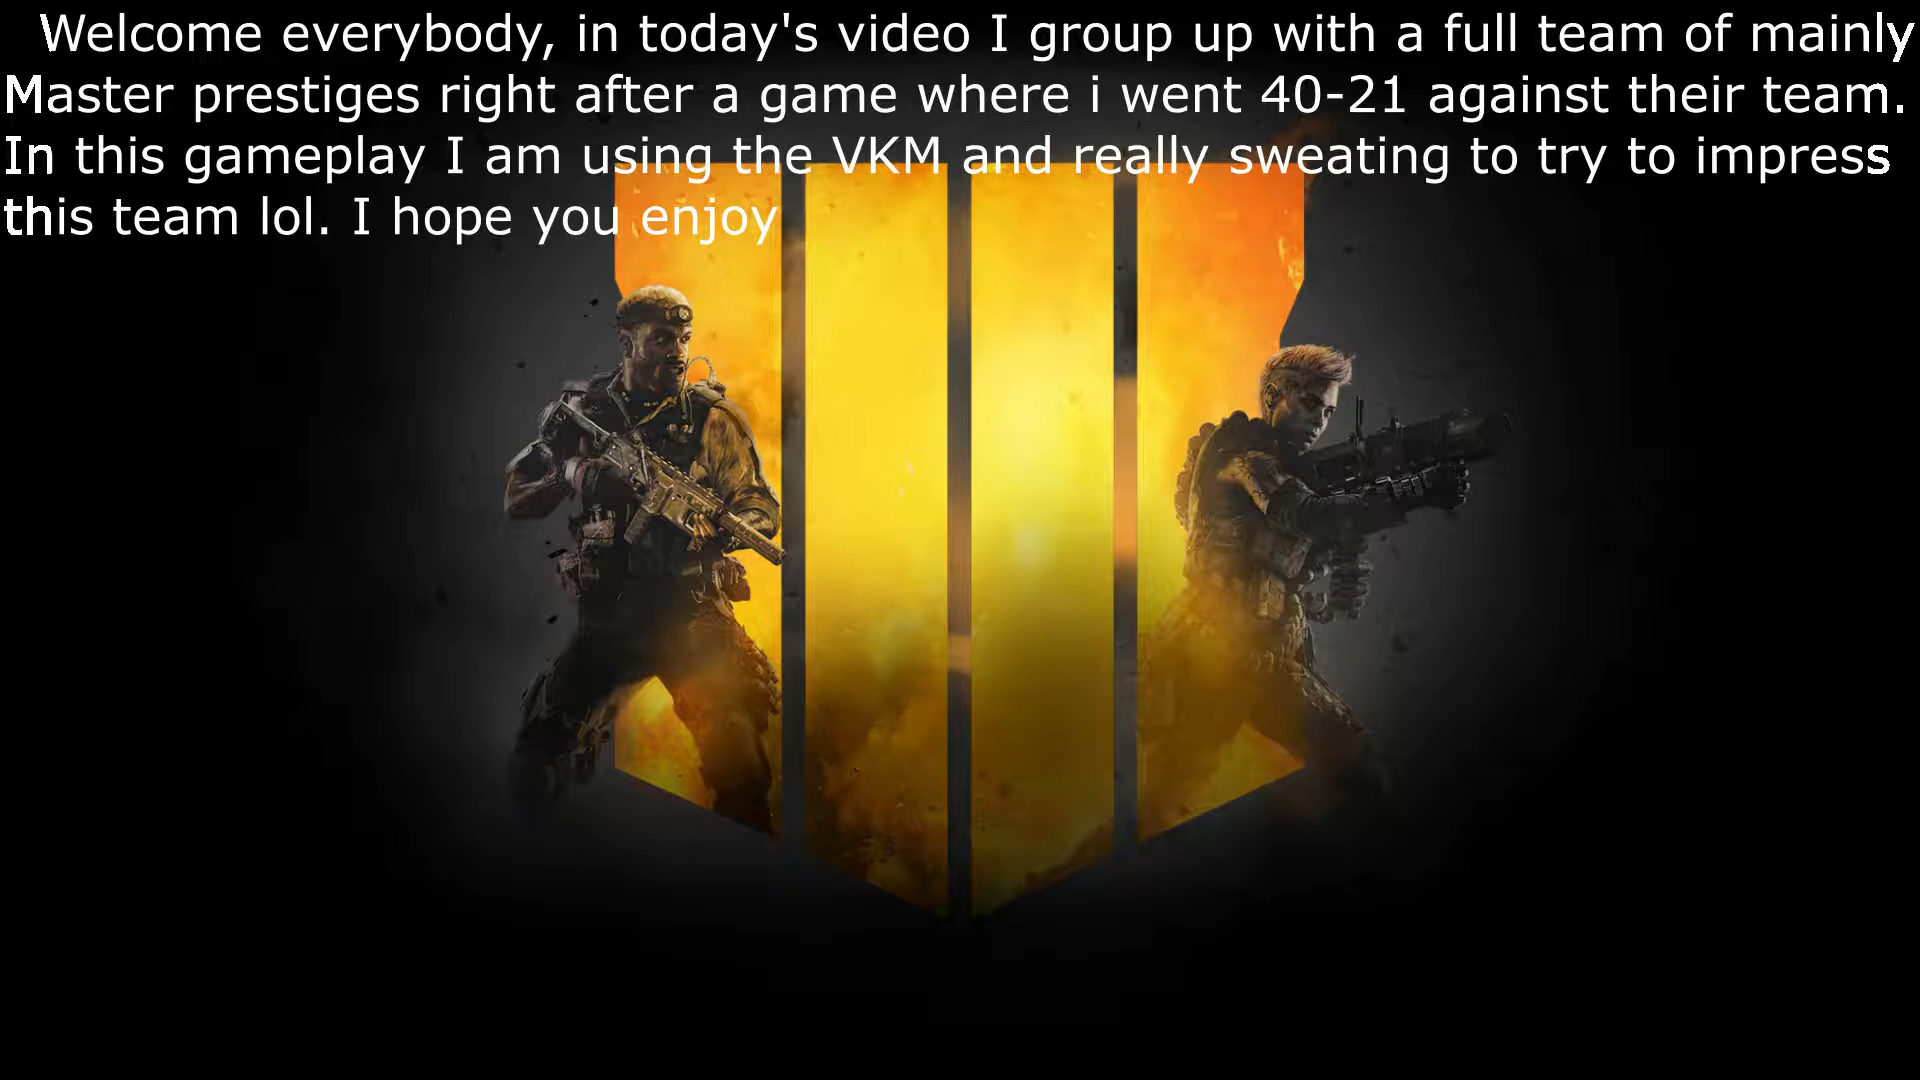 Welcome everybody, in today's video I group up with a full team of mainly
Master prestiges right after a game where i went 40-21 against their team.
In this gameplay I am using the VKM and really sweating to try to impress
this team lol. I hope you enjoy